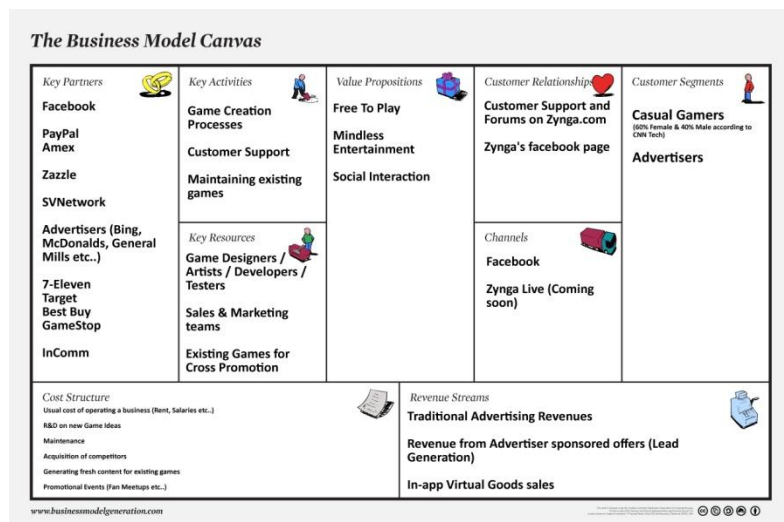 The Business Model Canvas
Key Partners
Facebook
PayPal
Amex
Zazzle
SVNetwork
Advertisers (Bing,
McDonalds, General
Mills etc..)
7-Eleven
Target
Best Buy
GameStop
InComm
Key Activities
Game Creation
Processes
Customer Support
Maintaining existing
games
Key Resources
Game Designers /
Artists / Developers /
Testers
Sales & Marketing
teams
Existing Games for
Cross Promotion
Value Propositions
Free To Play
Mindless
Entertainment
Social Interaction
Customer Relationships
Customer Support and
Forums on Zynga.com
Zynga's facebook page
Channels
Facebook
Zynga Live (Coming
soon)
Customer Segments
Casual Gamers
(60% Female & 40% Male according to
CNN Tech)
Advertisers
Cost Structure
Usual cost of operating a business (Rent, Salaries etc..)
R&D on new Game Ideas
Maintenance
Acquisition of competitors
Generating fresh content for existing games
Promotional Events (Fan Meetups etc..)
Revenue Streams
Traditional Advertising Revenues
Revenue from Advertiser sponsored offers (Lead
Generation)
In-app Virtual Goods sales
www.businessmodelgeneration.com